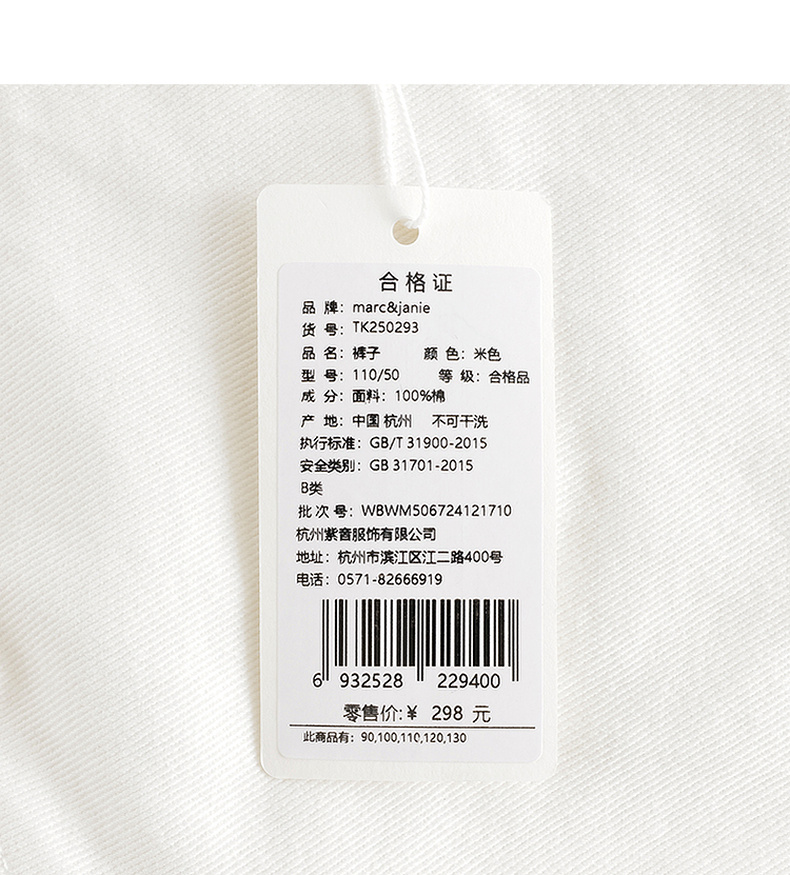 合格证
品 牌：marc&janie
货 号：TK250293
品 名：裤子 颜 色：米色
型 号：110/50 等 级：合格品
成 分：面料：100%棉
产 地：中国 杭州 不可干洗
执行标准：GB/T 31900-2015
安全类别：GB 31701-2015
B类
批 次 号：WBWM506724121710
杭州紫音服饰有限公司
地址：杭州市滨江区江二路400号
电话：0571-82666919
6 932528 229400
零售价:¥ 298 元
此商品有：90,100,110,120,130